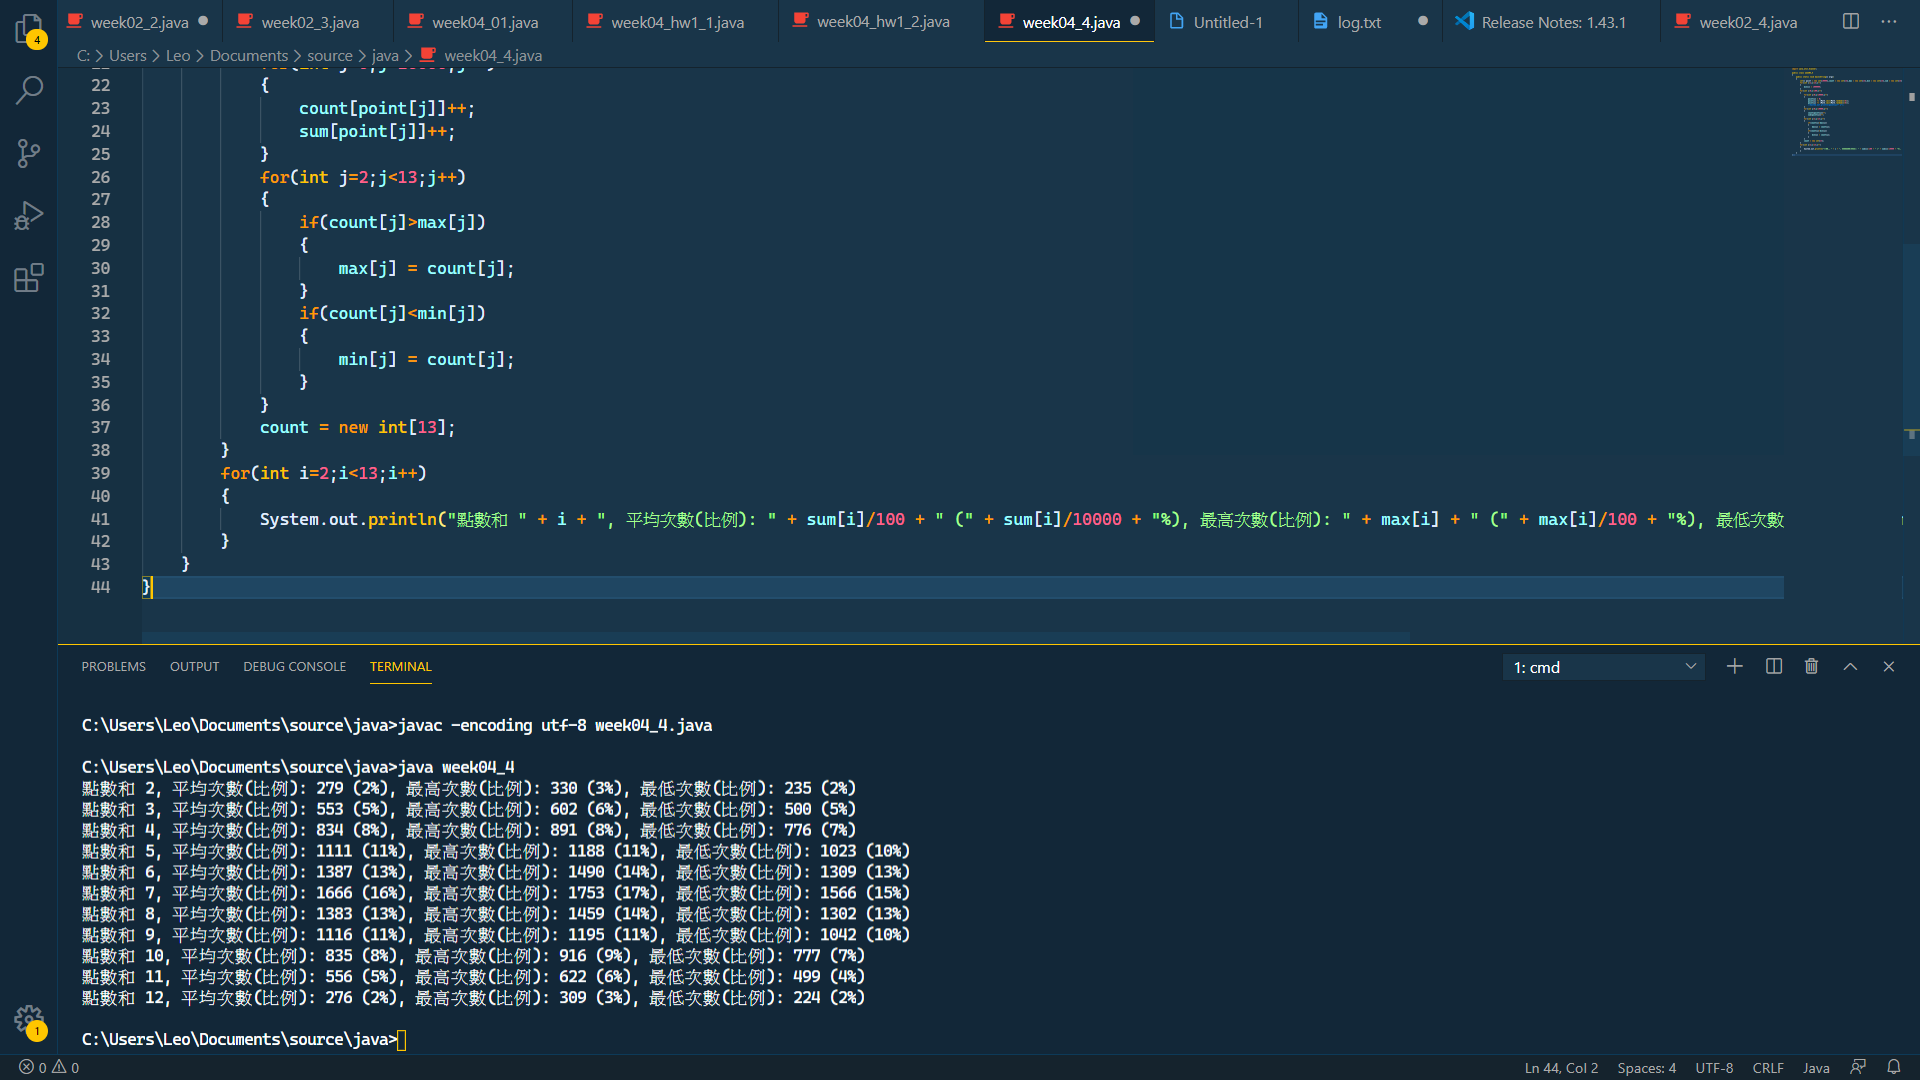 week02_2.java
week02_3.java
week04_01.java
week04_hw1_1.java
week04_hw1_2.java
week04_4.java
Untitled-1
log.txt
Release Notes: 1.43.1
week02_4.java
C: > Users > Leo > Documents > source > java > week04_4.java
4
22 {
23 count[point[j]]++;
24 sum[point[j]]++;
25 }
26 for(int j=2;j<13;j++)
27 {
28 if(count[j]>max[j])
29 {
30 max[j] = count[j];
31 }
32 if(count[j]<min[j])
33 {
34 min[j] = count[j];
35 }
36 }
37 count = new int[13];
38 }
39 for(int i=2;i<13;i++)
40 {
41 System.out.println("點數和 " + i + ", 平均次數(比例): " + sum[i]/100 + " (" + sum[i]/10000 + "%), 最高次數(比例): " + max[i] + " (" + max[i]/100 + "%), 最低次數
42 }
43 }
44 }
PROBLEMS OUTPUT DEBUG CONSOLE TERMINAL 1: cmd
C:\Users\Leo\Documents\source\java>javac -encoding utf-8 week04_4.java
C:\Users\Leo\Documents\source\java>java week04_4
點數和 2, 平均次數(比例): 279 (2%), 最高次數(比例): 330 (3%), 最低次數(比例): 235 (2%)
點數和 3, 平均次數(比例): 553 (5%), 最高次數(比例): 602 (6%), 最低次數(比例): 500 (5%)
點數和 4, 平均次數(比例): 834 (8%), 最高次數(比例): 891 (8%), 最低次數(比例): 776 (7%)
點數和 5, 平均次數(比例): 1111 (11%), 最高次數(比例): 1188 (11%), 最低次數(比例): 1023 (10%)
點數和 6, 平均次數(比例): 1387 (13%), 最高次數(比例): 1490 (14%), 最低次數(比例): 1309 (13%)
點數和 7, 平均次數(比例): 1666 (16%), 最高次數(比例): 1753 (17%), 最低次數(比例): 1566 (15%)
點數和 8, 平均次數(比例): 1383 (13%), 最高次數(比例): 1459 (14%), 最低次數(比例): 1302 (13%)
點數和 9, 平均次數(比例): 1116 (11%), 最高次數(比例): 1195 (11%), 最低次數(比例): 1042 (10%)
點數和 10, 平均次數(比例): 835 (8%), 最高次數(比例): 916 (9%), 最低次數(比例): 777 (7%)
點數和 11, 平均次數(比例): 556 (5%), 最高次數(比例): 622 (6%), 最低次數(比例): 499 (4%)
點數和 12, 平均次數(比例): 276 (2%), 最高次數(比例): 309 (3%), 最低次數(比例): 224 (2%)
C:\Users\Leo\Documents\source\java>
1
0 0
Ln 44, Col 2 Spaces: 4 UTF-8 CRLF Java